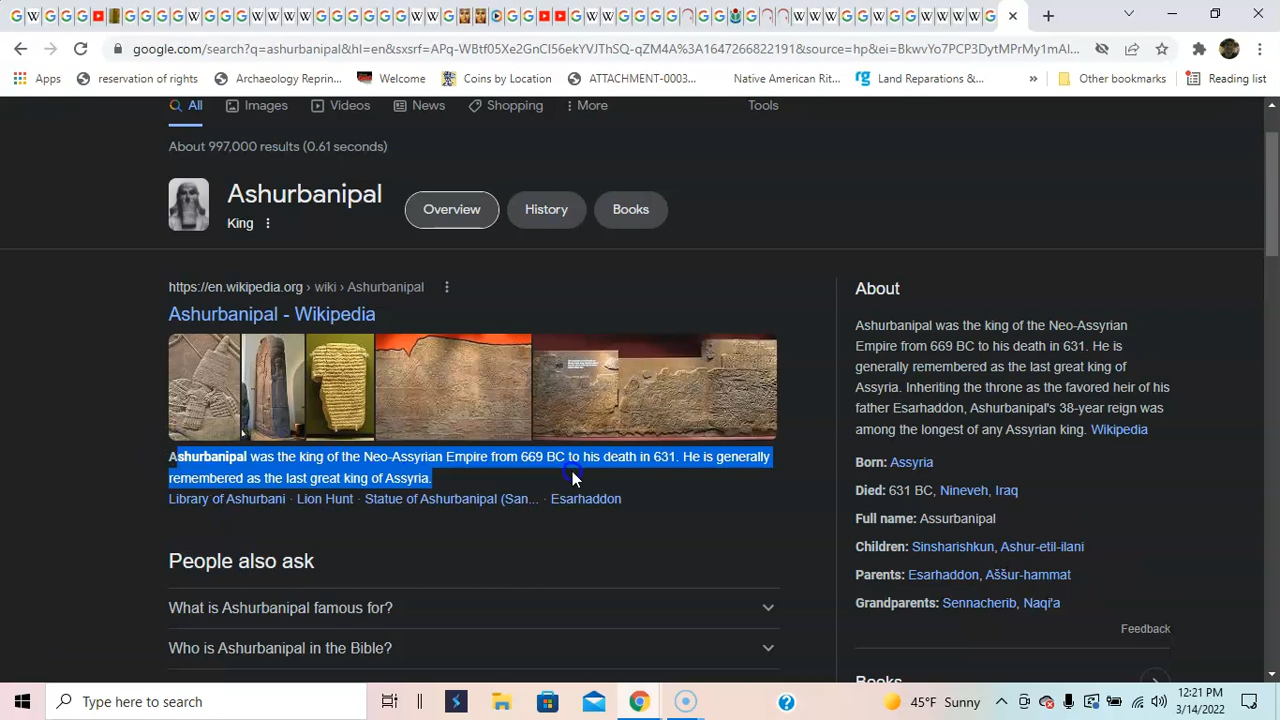 google.com/search?q=ashurbanipal&hl=en&sxsrf=APq-WBtf05Xe2GnCI56ekYVJThSQ-qZM4A%3A1647268822191&source=hp&ei=BkwvYo7PCP3DytMPrMy1mAl...
Apps reservation of rights Archaeology Reprin... Welcome Coins by Location ATTACHMENT-0003... Native American Rit... Land Reparations &... » Other bookmarks Reading list
All Images Videos News Shopping More Tools
About 997,000 results (0.61 seconds)
Ashurbanipal
King
Overview History Books
https://en.wikipedia.org › wiki › Ashurbanipal
Ashurbanipal - Wikipedia
Ashurbanipal was the king of the Neo-Assyrian Empire from 669 BC to his death in 631. He is generally
remembered as the last great king of Assyria.
Library of Ashurbani · Lion Hunt · Statue of Ashurbanipal (San... · Esarhaddon
People also ask
What is Ashurbanipal famous for?
Who is Ashurbanipal in the Bible?
About
Ashurbanipal was the king of the Neo-Assyrian
Empire from 669 BC to his death in 631. He is
generally remembered as the last great king of
Assyria. Inheriting the throne as the favored heir of his
father Esarhaddon, Ashurbanipal's 38-year reign was
among the longest of any Assyrian king. Wikipedia
Born: Assyria
Died: 631 BC, Nineveh, Iraq
Full name: Assurbanipal
Children: Sinsharishkun, Ashur-etil-ilani
Parents: Esarhaddon, Aššur-hammat
Grandparents: Sennacherib, Naqi'a
Feedback
Books
Type here to search
45°F Sunny
12:21 PM
3/14/2022